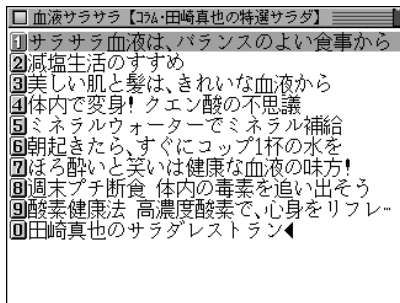 血液サラサラ【コラム・田崎真也の特選サラダ】
1サラサラ血液は、バランスのよい食事から
2減塩生活のすすめ
3美しい肌と髪は、きれいな血液から
4体内で変身! クエン酸の不思議
5ミネラルウォーターでミネラル補給
6朝起きたら、すぐにコップ1杯の水を
7ほろ酔いと笑いは健康な血液の味方!
8週末プチ断食 体内の毒素を追い出そう
9酸素健康法 高濃度酸素で、心身をリフレ…
0田崎真也のサラダレストラン